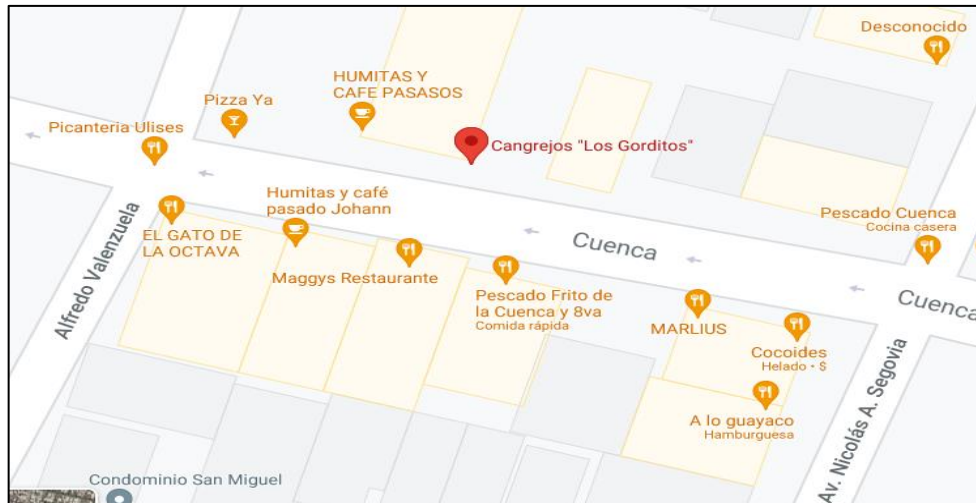 Desconocido
HUMITAS Y
CAFE PASASOS
Pizza Ya
Picanteria Ulises
Cangrejos "Los Gorditos"
Humitas y café
pasado Johann
Pescado Cuenca
Cocina casera
EL GATO DE
LA OCTAVA
Cuenca
Maggys Restaurante
Alfredo Valenzuela
Pescado Frito de
la Cuenca y 8va
Comida rápida
Cuenca
MARLIUS
Cocoides
Helado · $
A lo guayaco
Hamburguesa
Av. Nicolás A. Segovia
Condominio San Miguel